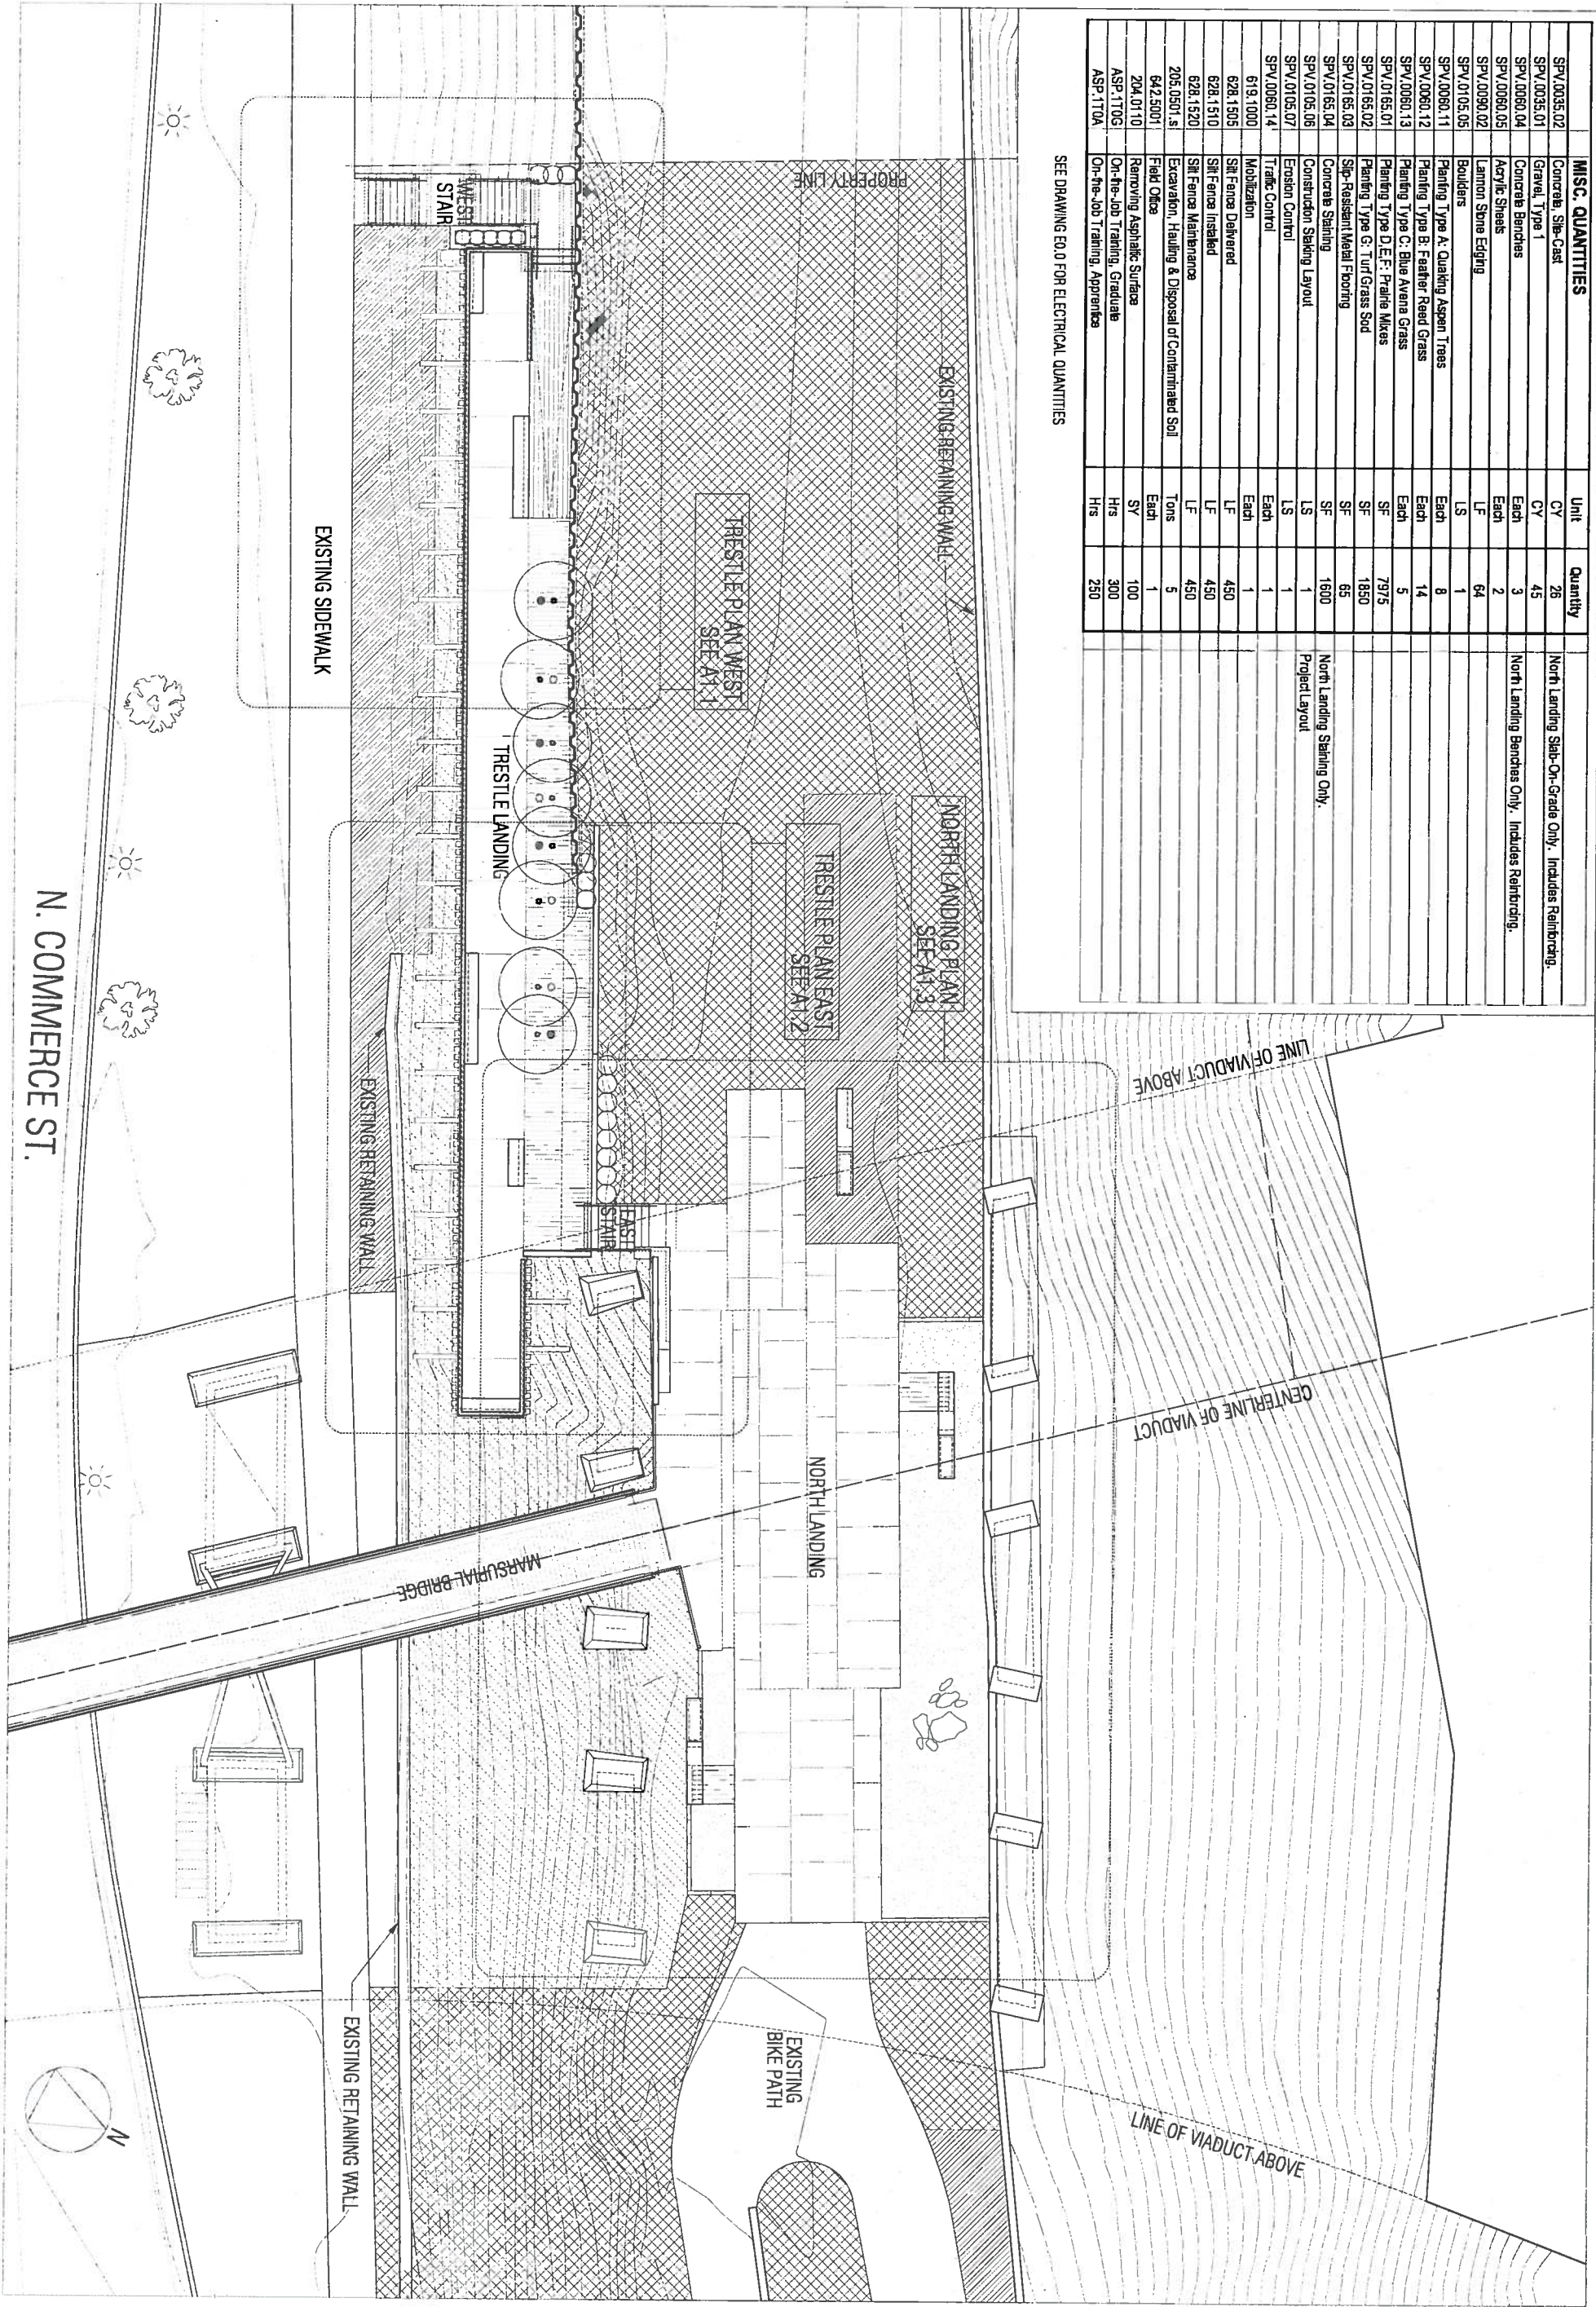 MISC. QUANTITIES Unit Quantity
SPV.0035.02 Concrete, Site-Cast CY 26 North Landing Slab-On-Grade Only. Includes Reinforcing.
SPV.0035.01 Gravel, Type 1 CY 45
SPV.0060.04 Concrete Benches Each 3 North Landing Benches Only. Includes Reinforcing.
SPV.0060.05 Acrylic Sheets Each 2
SPV.0090.02 Lannon Stone Edging LF 64
SPV.0105.05 Boulders LS 1
SPV.0060.11 Planting Type A: Quaking Aspen Trees Each 8
SPV.0060.12 Planting Type B: Feather Reed Grass Each 14
SPV.0060.13 Planting Type C: Blue Avena Grass Each 5
SPV.0165.01 Planting Type D,E,F: Prairie Mixes SF 7975
SPV.0165.02 Planting Type G: Turf Grass Sod SF 1850
SPV.0165.03 Slip-Resistant Metal Flooring SF 65
SPV.0165.04 Concrete Staining SF 1600 North Landing Staining Only.
SPV.0105.06 Construction Staking Layout LS 1 Project Layout
SPV.0105.07 Erosion Control LS 1
SPV.0060.14 Traffic Control Each 1
619.1000 Mobilization Each 1
628.1505 Silt Fence Delivered LF 450
628.1510 Silt Fence Installed LF 450
628.1520 Silt Fence Maintenance LF 450
205.0501.s Excavation, Hauling & Disposal of Contaminated Soil Tons 5
642.5001 Field Office Each 1
204.0110 Removing Asphaltic Surface SY 100
ASP.1T0G On-the-Job Training, Graduate Hrs 300
ASP.1T0A On-the-Job Training, Apprentice Hrs 250
SEE DRAWING E0.0 FOR ELECTRICAL QUANTITIES
LINE OF VIADUCT ABOVE
CENTERLINE OF VIADUCT
LINE OF VIADUCT ABOVE
PROPERTY LINE
EXISTING RETAINING WALL
NORTH LANDING PLAN
SEE A1.3
TRESTLE PLAN EAST
SEE A1.2
TRESTLE PLAN WEST
SEE A1.1
NORTH LANDING
EXISTING
BIKE PATH
EAST
STAIR
WEST
STAIR
TRESTLE LANDING
MARSUPIAL BRIDGE
EXISTING RETAINING WALL
EXISTING RETAINING WALL
EXISTING SIDEWALK
N. COMMERCE ST.
N